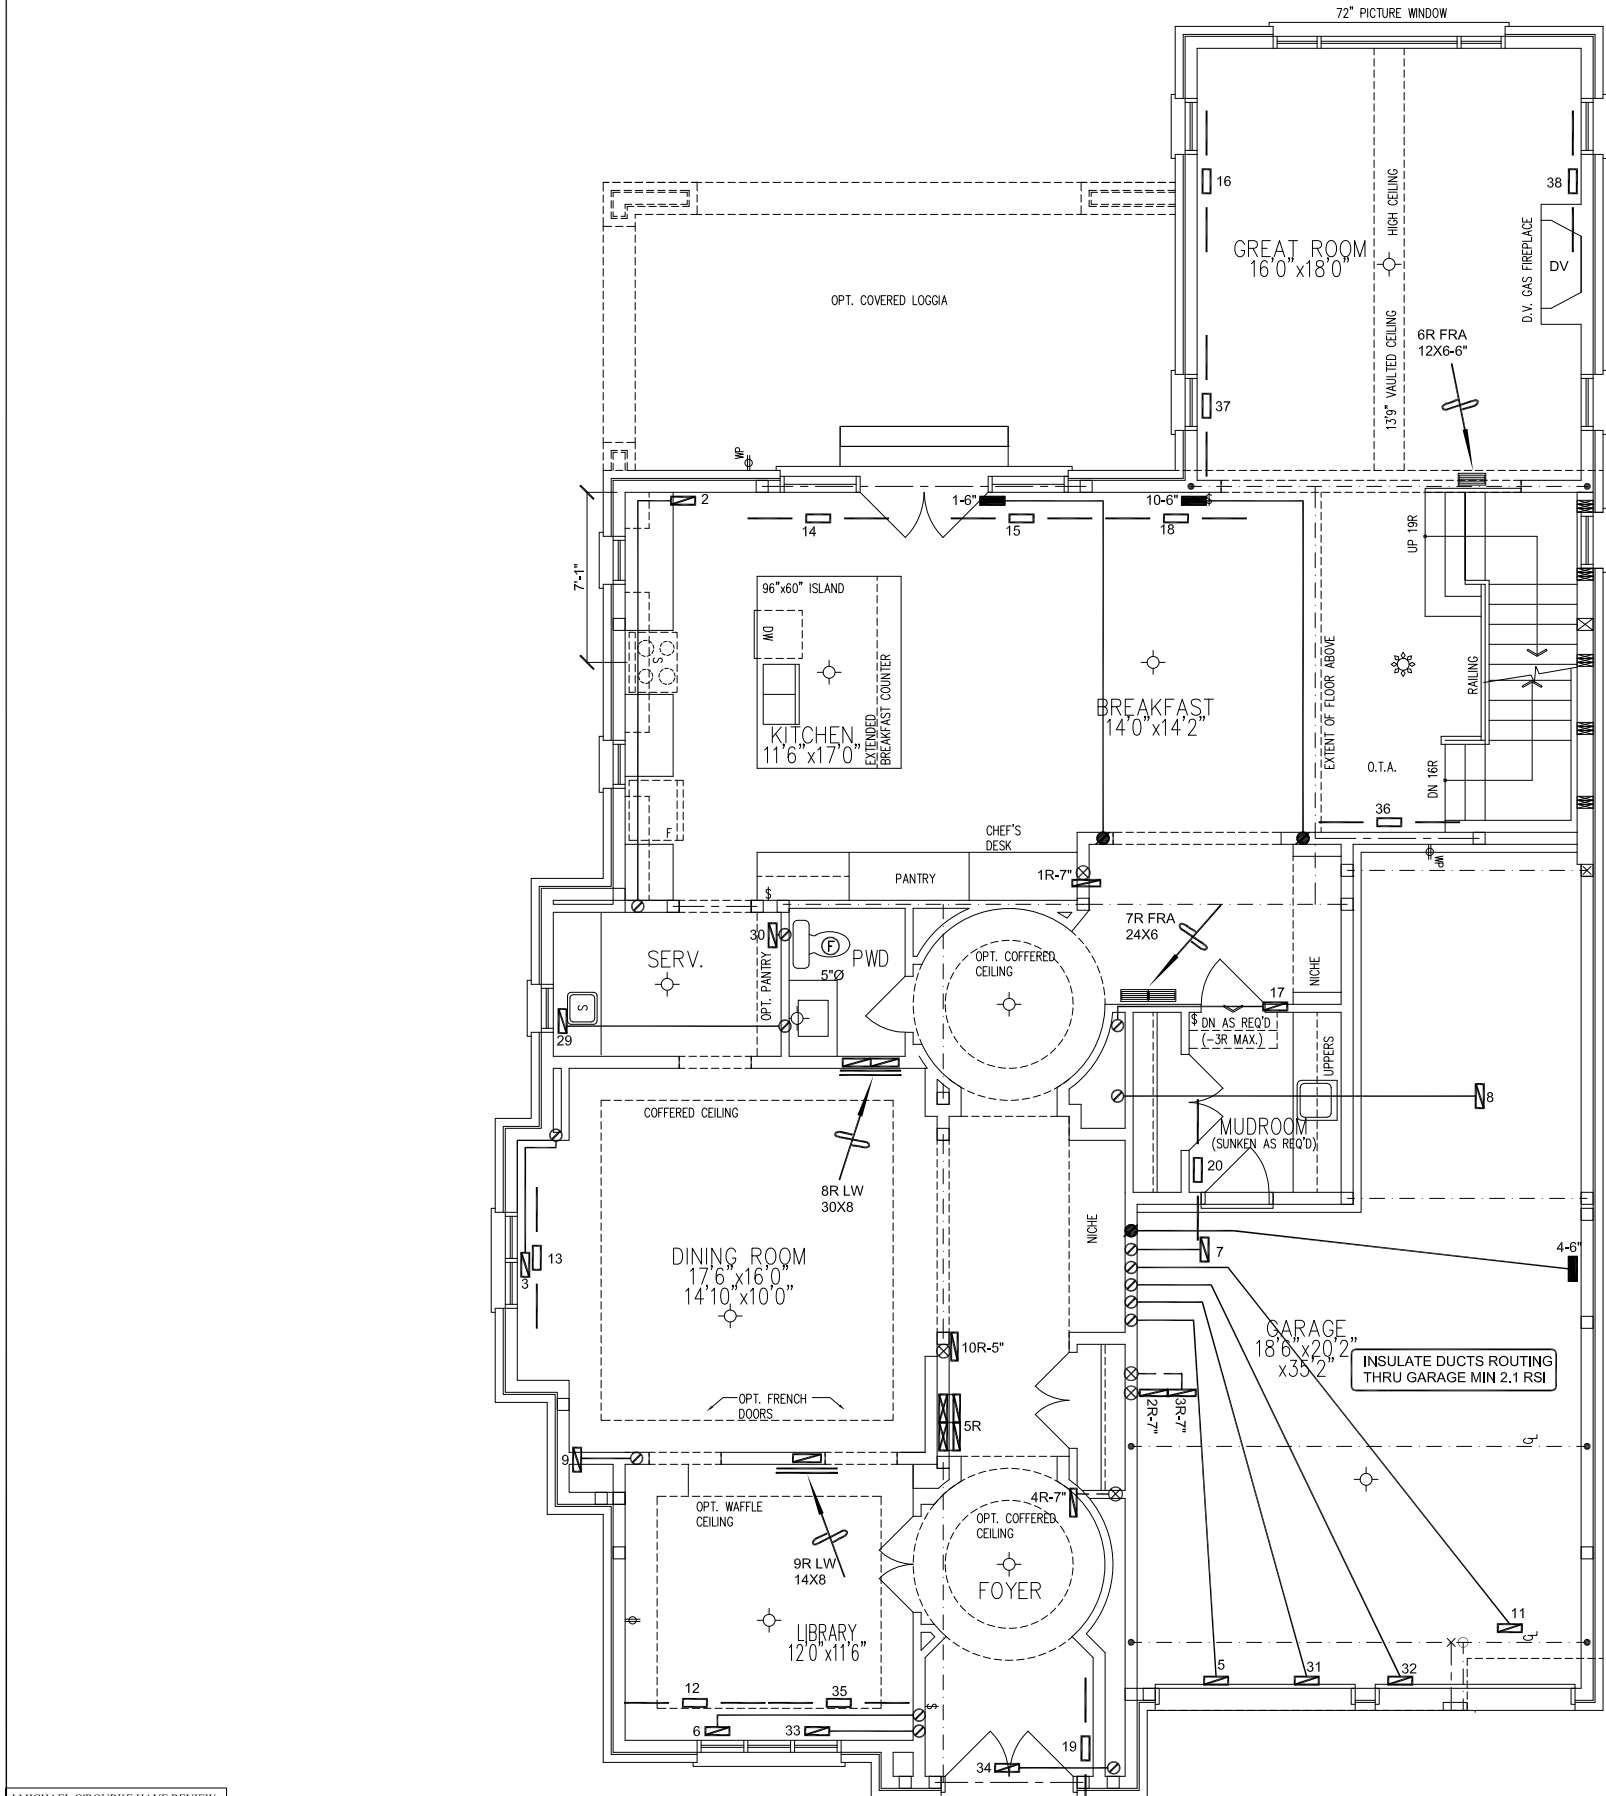 72" PICTURE WINDOW
16
38
HIGH CEILING
GREAT ROOM
16'0"x18'0"
D.V. GAS FIREPLACE
DV
OPT. COVERED LOGGIA
13'9" VAULTED CEILING
6R FRA
12X6-6"
37
WP
2
1-6"
10-6"
$
14
15
18
UP 19R
7'-1"
96"x60" ISLAND
DW
S
EXTENDED
BREAKFAST COUNTER
KITCHEN
11'6"x17'0"
BREAKFAST
14'0"x14'2"
EXTENT OF FLOOR ABOVE
RAILING
O.T.A.
DN 16R
36
F
CHEF'S
DESK
PANTRY
$
1R-7"
WP
7R FRA
24X6
30
SERV.
OPT. PANTRY
F
PWD
5"Ø
OPT. COFFERED
CEILING
NICHE
S
29
17
$
DN AS REQ'D
(-3R MAX.)
UPPERS
8
COFFERED CEILING
MUDROOM
(SUNKEN AS REQ'D)
20
8R LW
30X8
NICHE
7
4-6"
13
3
DINING ROOM
17'6"x16'0"
14'10"x10'0"
GARAGE
18'6"x20'2"
x35'2"
10R-5"
INSULATE DUCTS ROUTING
THRU GARAGE MIN 2.1 RSI
OPT. FRENCH
DOORS
2R-7"
3R-7"
5R
CL
9
OPT. WAFFLE
CEILING
4R-7"
OPT. COFFERED
CEILING
9R LW
14X8
FOYER
LIBRARY
12'0"x11'6"
11
CL
5
31
32
12
35
$
6
33
19
34
I MICHAEL O'ROURKE HAVE REVIEW